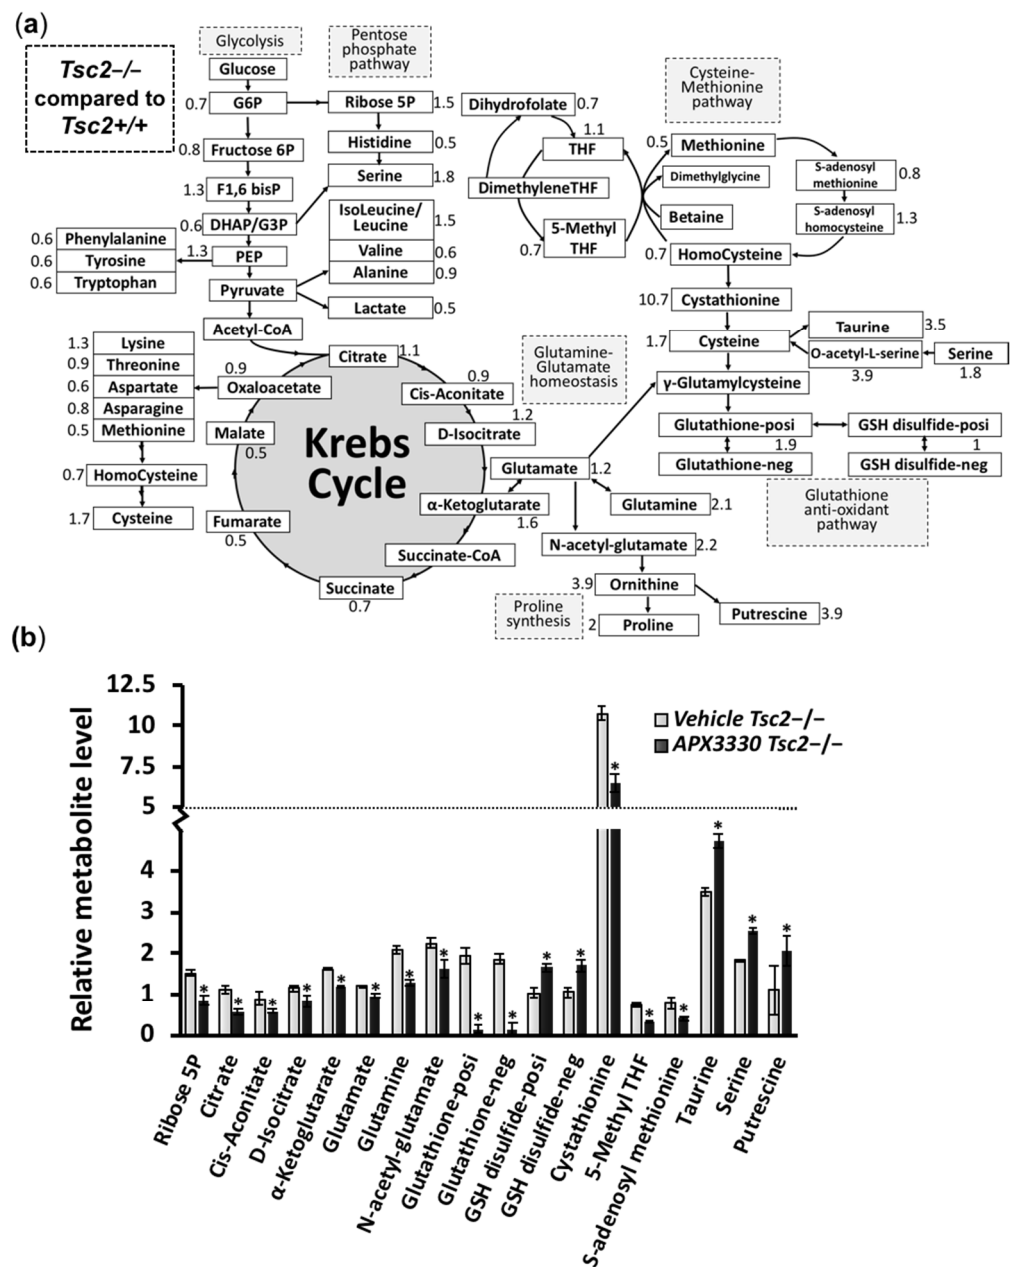 (a)
Tsc2−/−
compared to
Tsc2+/+
Glycolysis
Glucose
0.7 G6P
0.8 Fructose 6P
1.3 F1,6 bisP
0.6 DHAP/G3P
1.3 PEP
Pyruvate
Acetyl-CoA
Pentose
phosphate
pathway
Ribose 5P 1.5
Histidine 0.5
Serine 1.8
IsoLeucine/
Leucine 1.5
Valine 0.6
Alanine 0.9
Lactate 0.5
0.6 Phenylalanine
0.6 Tyrosine
0.6 Tryptophan
1.3 Lysine
0.9 Threonine
0.6 Aspartate
0.8 Asparagine
0.5 Methionine
0.7 HomoCysteine
1.7 Cysteine
Krebs
Cycle
Citrate 1.1
0.9
Cis-Aconitate
1.2
D-Isocitrate
α-Ketoglutarate
1.6
Succinate-CoA
Succinate
0.7
Fumarate
0.5
Malate
0.5
0.9
Oxaloacetate
Dihydrofolate 0.7
1.1
THF
DimethyleneTHF
5-Methyl
0.7 THF
Cysteine-
Methionine
pathway
0.5 Methionine
Dimethylglycine
Betaine
0.7 HomoCysteine
S-adenosyl
methionine 0.8
S-adenosyl
homocysteine 1.3
10.7 Cystathionine
1.7 Cysteine
Taurine 3.5
O-acetyl-L-serine
3.9
Serine
1.8
γ-Glutamylcysteine
Glutathione-posi
1.9
Glutathione-neg
GSH disulfide-posi
1
GSH disulfide-neg
Glutathione
anti-oxidant
pathway
Glutamine-
Glutamate
homeostasis
Glutamate 1.2
Glutamine 2.1
N-acetyl-glutamate 2.2
3.9 Ornithine
Putrescine 3.9
2 Proline
Proline
synthesis
(b)
Relative metabolite level
12.5
10
7.5
5
4
3
2
1
0
Vehicle Tsc2−/−
APX3330 Tsc2−/−
* * * * * * * * * * * * * * * * * *
Ribose 5P
Citrate
Cis-Aconitate
D-Isocitrate
α-Ketoglutarate
Glutamate
Glutamine
N-acetyl-glutamate
Glutathione-posi
Glutathione-neg
GSH disulfide-posi
GSH disulfide-neg
Cystathionine
5-Methyl THF
S-adenosyl methionine
Taurine
Serine
Putrescine